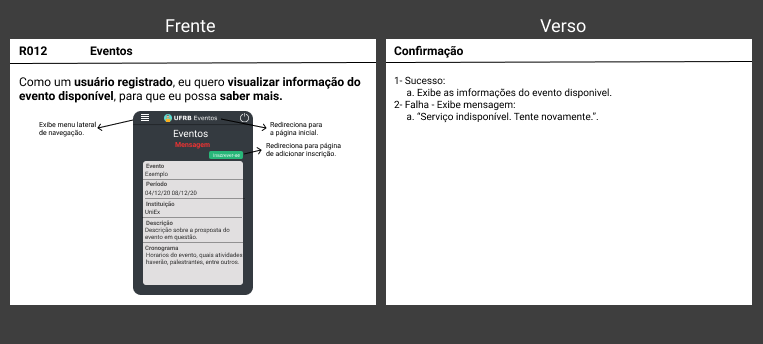 Frente
R012 Eventos
Como um usuário registrado, eu quero visualizar informação do
evento disponível, para que eu possa saber mais.
Exibe menu lateral
de navegação.
UFRB Eventos
Redireciona para
a página inicial.
Eventos
Mensagem
Redireciona para página
de adicionar inscrição.
Inscrever-se
Evento
Exemplo
Período
04/12/20 08/12/20
Instituição
UniEx
Descrição
Descrição sobre a prosposta do
evento em questão.
Cronograma
Horarios do evento, quais atividades
haverão, palestrantes, entre outros.
Verso
Confirmação
1- Sucesso:
a. Exibe as imformações do evento disponivel.
2- Falha - Exibe mensagem:
a. “Serviço indisponível. Tente novamente.”.